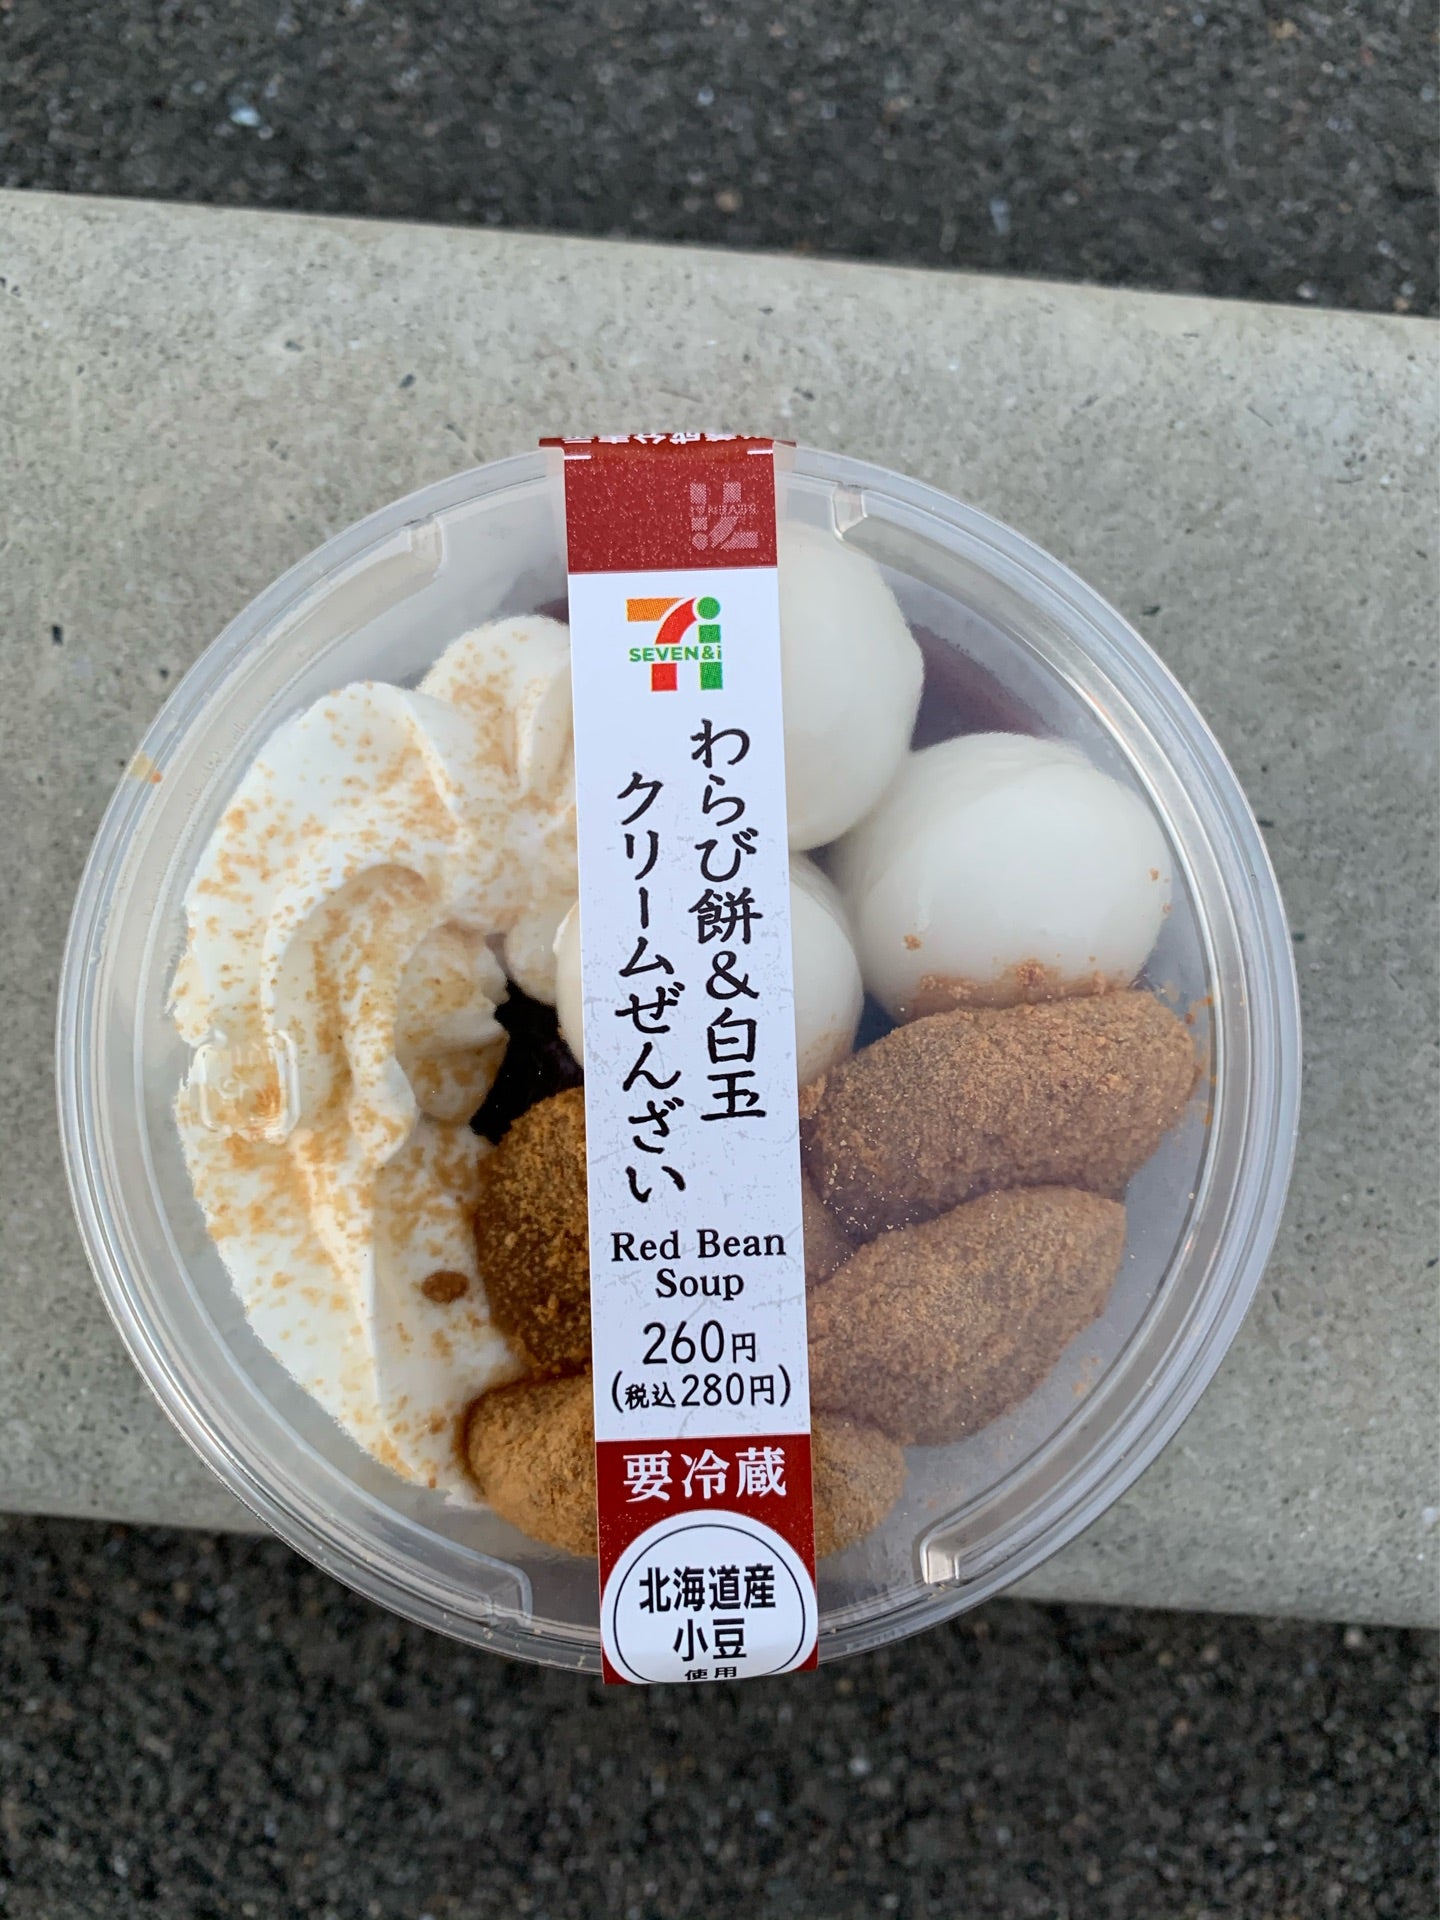 SEVEN&i
わらび餅&白玉
クリームぜんざい
Red Bean
Soup
260円
(税込280円)
要冷蔵
北海道産
小豆
使用